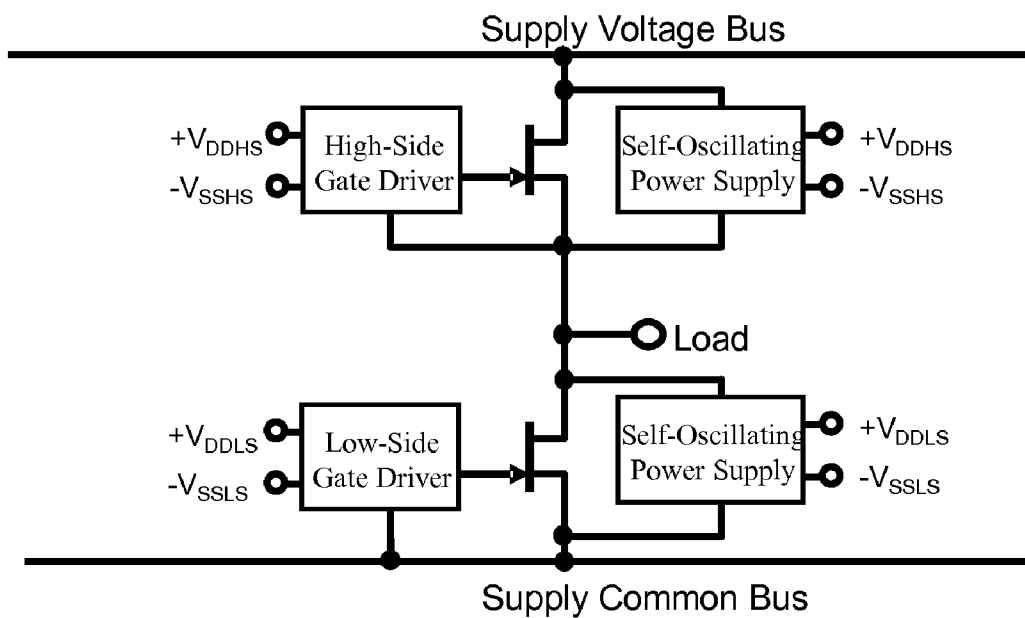 Supply Voltage Bus
+VDDHS
-VSSHS
High-Side
Gate Driver
Self-Oscillating
Power Supply
+VDDHS
-VSSHS
Load
+VDDLS
-VSSLS
Low-Side
Gate Driver
Self-Oscillating
Power Supply
+VDDLS
-VSSLS
Supply Common Bus